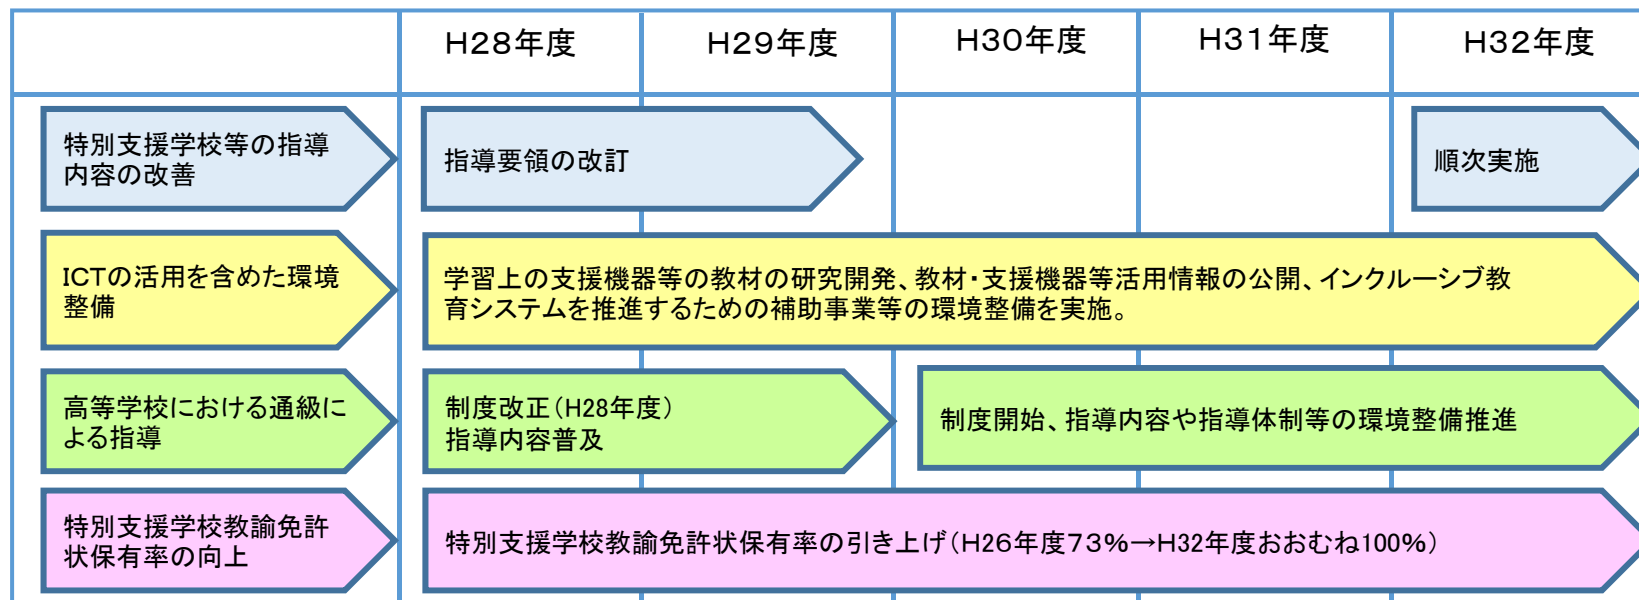 H28年度
H29年度
H30年度
H31年度
H32年度
特別支援学校等の指導
内容の改善
指導要領の改訂
順次実施
ICTの活用を含めた環境
整備
学習上の支援機器等の教材の研究開発、教材・支援機器等活用情報の公開、インクルーシブ教
育システムを推進するための補助事業等の環境整備を実施。
高等学校における通級に
よる指導
制度改正(H28年度)
指導内容普及
制度開始、指導内容や指導体制等の環境整備推進
特別支援学校教諭免許
状保有率の向上
特別支援学校教諭免許状保有率の引き上げ(H26年度73%→H32年度おおむね100%)